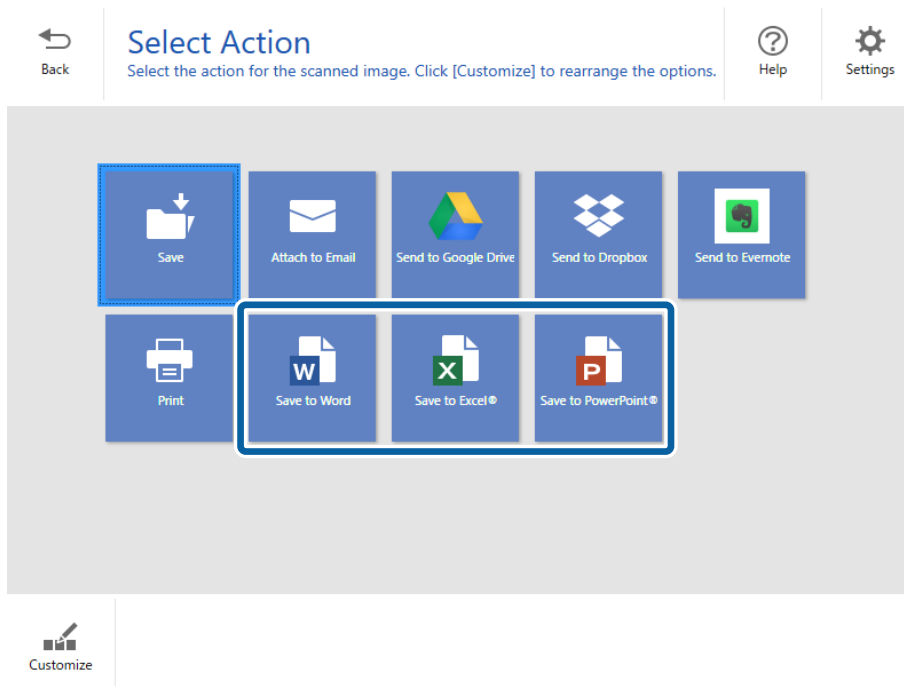 Select Action
Back
Select the action for the scanned image. Click [Customize] to rearrange the options.
Help
Settings
Save
Attach to Email
Send to Google Drive
Send to Dropbox
Send to Evernote
Print
W
Save to Word
X
Save to Excel®
P
Save to PowerPoint®
Customize